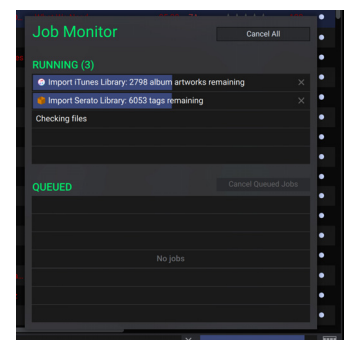 Job Monitor
Cancel All
RUNNING (3)
Import iTunes Library: 2798 album artworks remaining
Import Serato Library: 6053 tags remaining
Checking files
QUEUED
Cancel Queued Jobs
No jobs